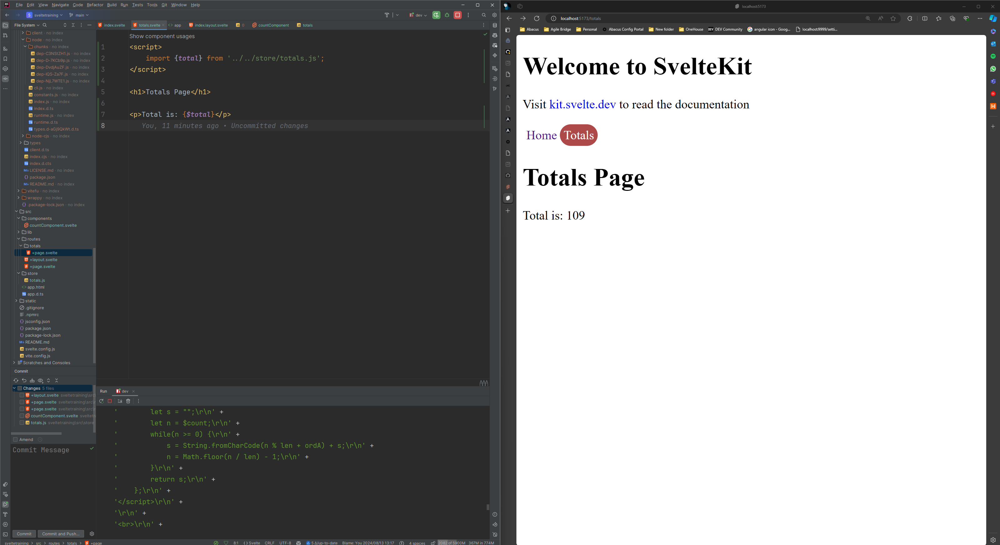 File Edit View Navigate Code Refactor Build Run Tests Tools Git Window Help
S sveltetraining main dev
File System
index.svelte totals.svelte app index.layout.svelte 0 countComponent totals
client · no index
node · no index
chunks · no index
dep-C3NStZH1.js · no index
dep-D-7KCb9p.js · no index
dep-DvdjAuZF.js · no index
dep-IQS-Za7F.js · no index
dep-NjL7WTE1.js · no index
cli.js · no index
constants.js · no index
index.js · no index
index.d.ts
runtime.js · no index
runtime.d.ts
types.d-aGj9QkWt.d.ts
node-cjs · no index
types
client.d.ts
index.cjs · no index
index.d.cts
LICENSE.md · no index
package.json
README.md · no index
vitefu · no index
wrappy · no index
.package-lock.json · no index
src
components
countComponent.svelte
lib
routes
totals
+page.svelte
+layout.svelte
+page.svelte
store
totals.js
app.html
app.d.ts
static
.gitignore
.npmrc
jsconfig.json
package.json
package-lock.json
README.md
svelte.config.js
vite.config.js
Scratches and Consoles
Show component usages
1 <script>
2 import {total} from '../../store/totals.js';
3 </script>
4
5 <h1>Totals Page</h1>
6
7 <p>Total is: {$total}</p>
8 You, 11 minutes ago • Uncommitted changes
Commit
Changes 5 files
+layout.svelte sveltetraining\src\
+page.svelte sveltetraining\src\r
+page.svelte sveltetraining\src\r
countComponent.svelte sveltetr
totals.js sveltetraining\src\store
Amend
Commit Message
Commit Commit and Push...
Run dev
' let s = "";\r\n' +
' let n = $count;\r\n' +
' while(n >= 0) {\r\n' +
' s = String.fromCharCode(n % len + ordA) + s;\r\n' +
' n = Math.floor(n / len) - 1;\r\n' +
' }\r\n' +
' return s;\r\n' +
' };\r\n' +
'</script>\r\n' +
'\r\n' +
'<br>\r\n' +
sveltetraining > src > routes > totals > +page
8:1 {} Svelte CRLF UTF-8 5 Δ/up-to-date Blame: You 2024/08/13 13:17 4 spaces 2082 of 5900M 367M in 774M
localhost:5173
localhost:5173/totals
Abacus Agile Bridge Personal Abacus Config Portal New folder OneHouse DEV Community angular icon - Goog... localhost:9999/setti...
Welcome to SvelteKit
Visit kit.svelte.dev to read the documentation
Home Totals
Totals Page
Total is: 109